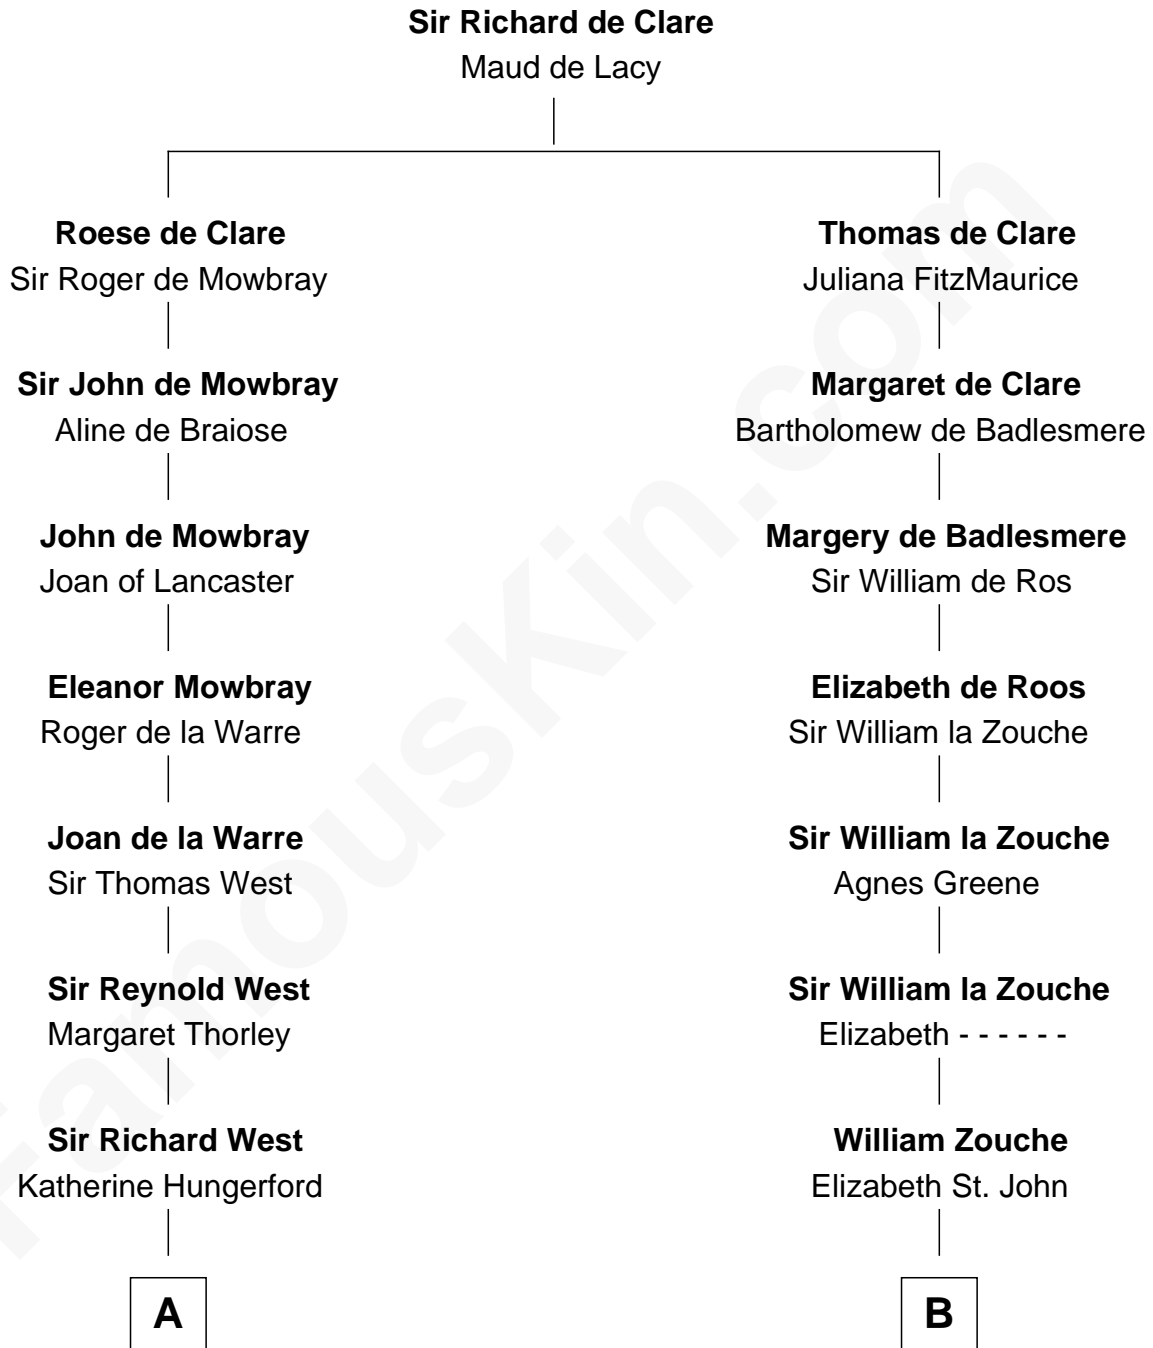 Sir Richard de Clare
Maud de Lacy
Roese de Clare
Sir Roger de Mowbray
Thomas de Clare
Juliana FitzMaurice
Sir John de Mowbray
Aline de Braiose
Margaret de Clare
Bartholomew de Badlesmere
John de Mowbray
Joan of Lancaster
Margery de Badlesmere
Sir William de Ros
Eleanor Mowbray
Roger de la Warre
Elizabeth de Roos
Sir William la Zouche
Joan de la Warre
Sir Thomas West
Sir William la Zouche
Agnes Greene
Sir Reynold West
Margaret Thorley
Sir William la Zouche
Elizabeth - - - - - -
Sir Richard West
Katherine Hungerford
William Zouche
Elizabeth St. John
A
B
FamousKin.com